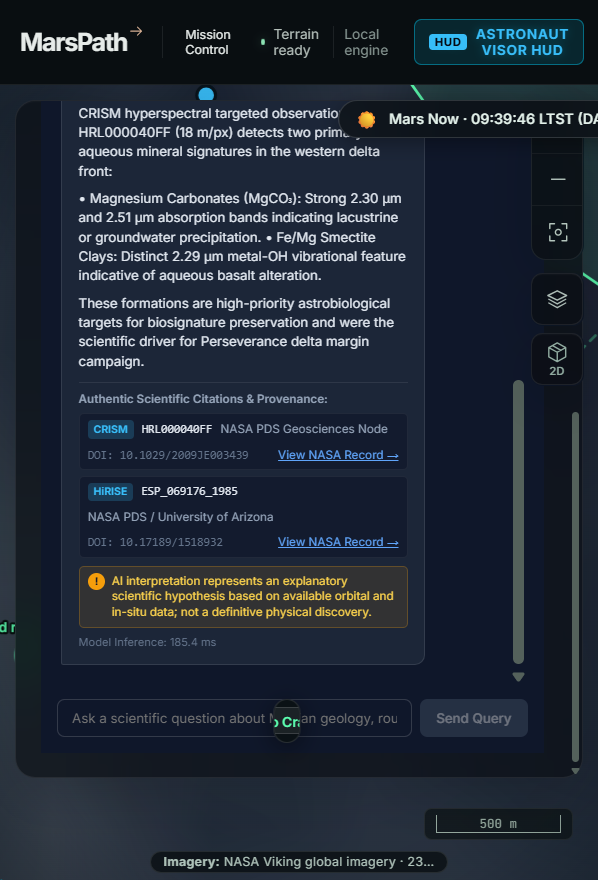 MarsPath
Mission
Control
Terrain
ready
Local
engine
HUD ASTRONAUT
VISOR HUD
Mars Now · 09:39:46 LTST (DA
CRISM hyperspectral targeted
HRL000040FF (18 m/px) detects two
aqueous mineral signatures in the western delta
front:
• Magnesium Carbonates (MgCO₃): Strong 2.30 µm
and 2.51 µm absorption bands indicating lacustrine
or groundwater precipitation. • Fe/Mg Smectite
Clays: Distinct 2.29 µm metal-OH vibrational feature
indicative of aqueous basalt alteration.
These formations are high-priority astrobiological
targets for biosignature preservation and were the
scientific driver for Perseverance delta margin
campaign.
2D
Authentic Scientific Citations & Provenance:
CRISM HRL000040FF NASA PDS Geosciences Node
DOI: 10.1029/2009JE003439 View NASA Record →
HiRISE ESP_069176_1985
NASA PDS / University of Arizona
DOI: 10.17189/1518932 View NASA Record →
! AI interpretation represents an explanatory
scientific hypothesis based on available orbital and
in-situ data; not a definitive physical discovery.
Model Inference: 185.4 ms
Ask a scientific question about geology, rou
Send Query
500 m
Imagery: NASA Viking global imagery · 23...